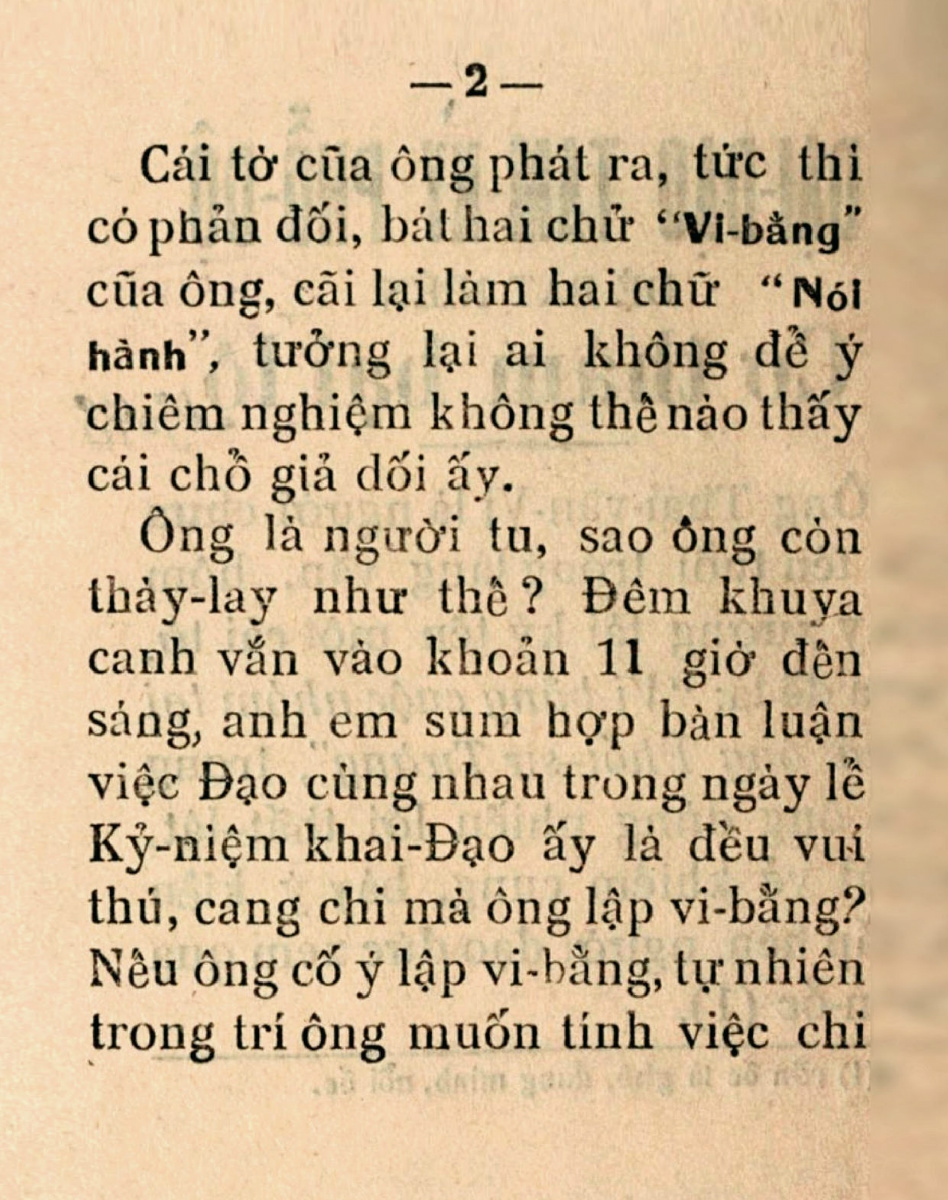 — 2 —
Cái tờ cũa ông phát ra, tức thì
có phản đối, bát hai chử “Vi-bằng”
cũa ông, cãi lại làm hai chữ “Nói
hành”, tưởng lại ai không để ý
chiêm nghiệm không thể nào thấy
cái chổ giả dối ấy.
Ông là người tu, sao ông còn
thày-lay như thề? Đêm khuya
canh vắn vào khoản 11 giờ đền
sáng, anh em sum hợp bàn luận
việc Đạo cùng nhau trong ngày lể
Kỷ-niệm khai-Đạo ấy là đều vui
thú, cang chi mà ông lập vi-bằng?
Nều ông cố ý lập vi-bằng, tự nhiên
trong trí ông muốn tính việc chi